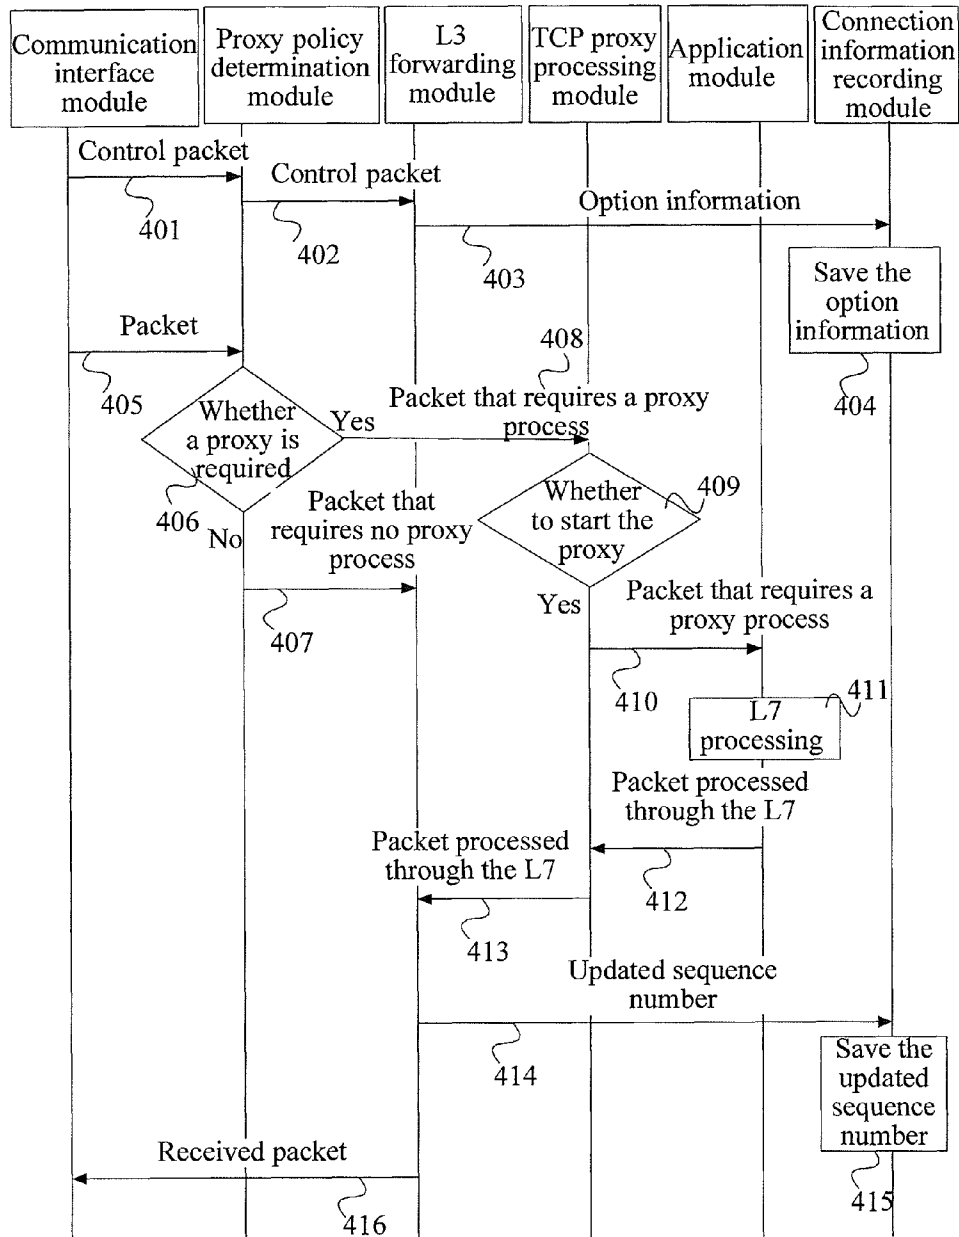 Communication
interface
module
Proxy policy
determination
module
L3
forwarding
module
TCP proxy
processing
module
Application
module
Connection
information
recording
module
Control packet
401
Control packet
402
Option information
403
Save the
option
information
404
Packet
405
Whether
a proxy is
required
406
Yes
No
408
Packet that requires a proxy
process
Packet that
requires no proxy
process
407
Whether
to start the
proxy
409
Yes
Packet that requires a
proxy process
410
L7
processing
411
Packet processed
through the L7
412
Packet processed
through the L7
413
Updated sequence
number
414
Save the
updated
sequence
number
415
Received packet
416